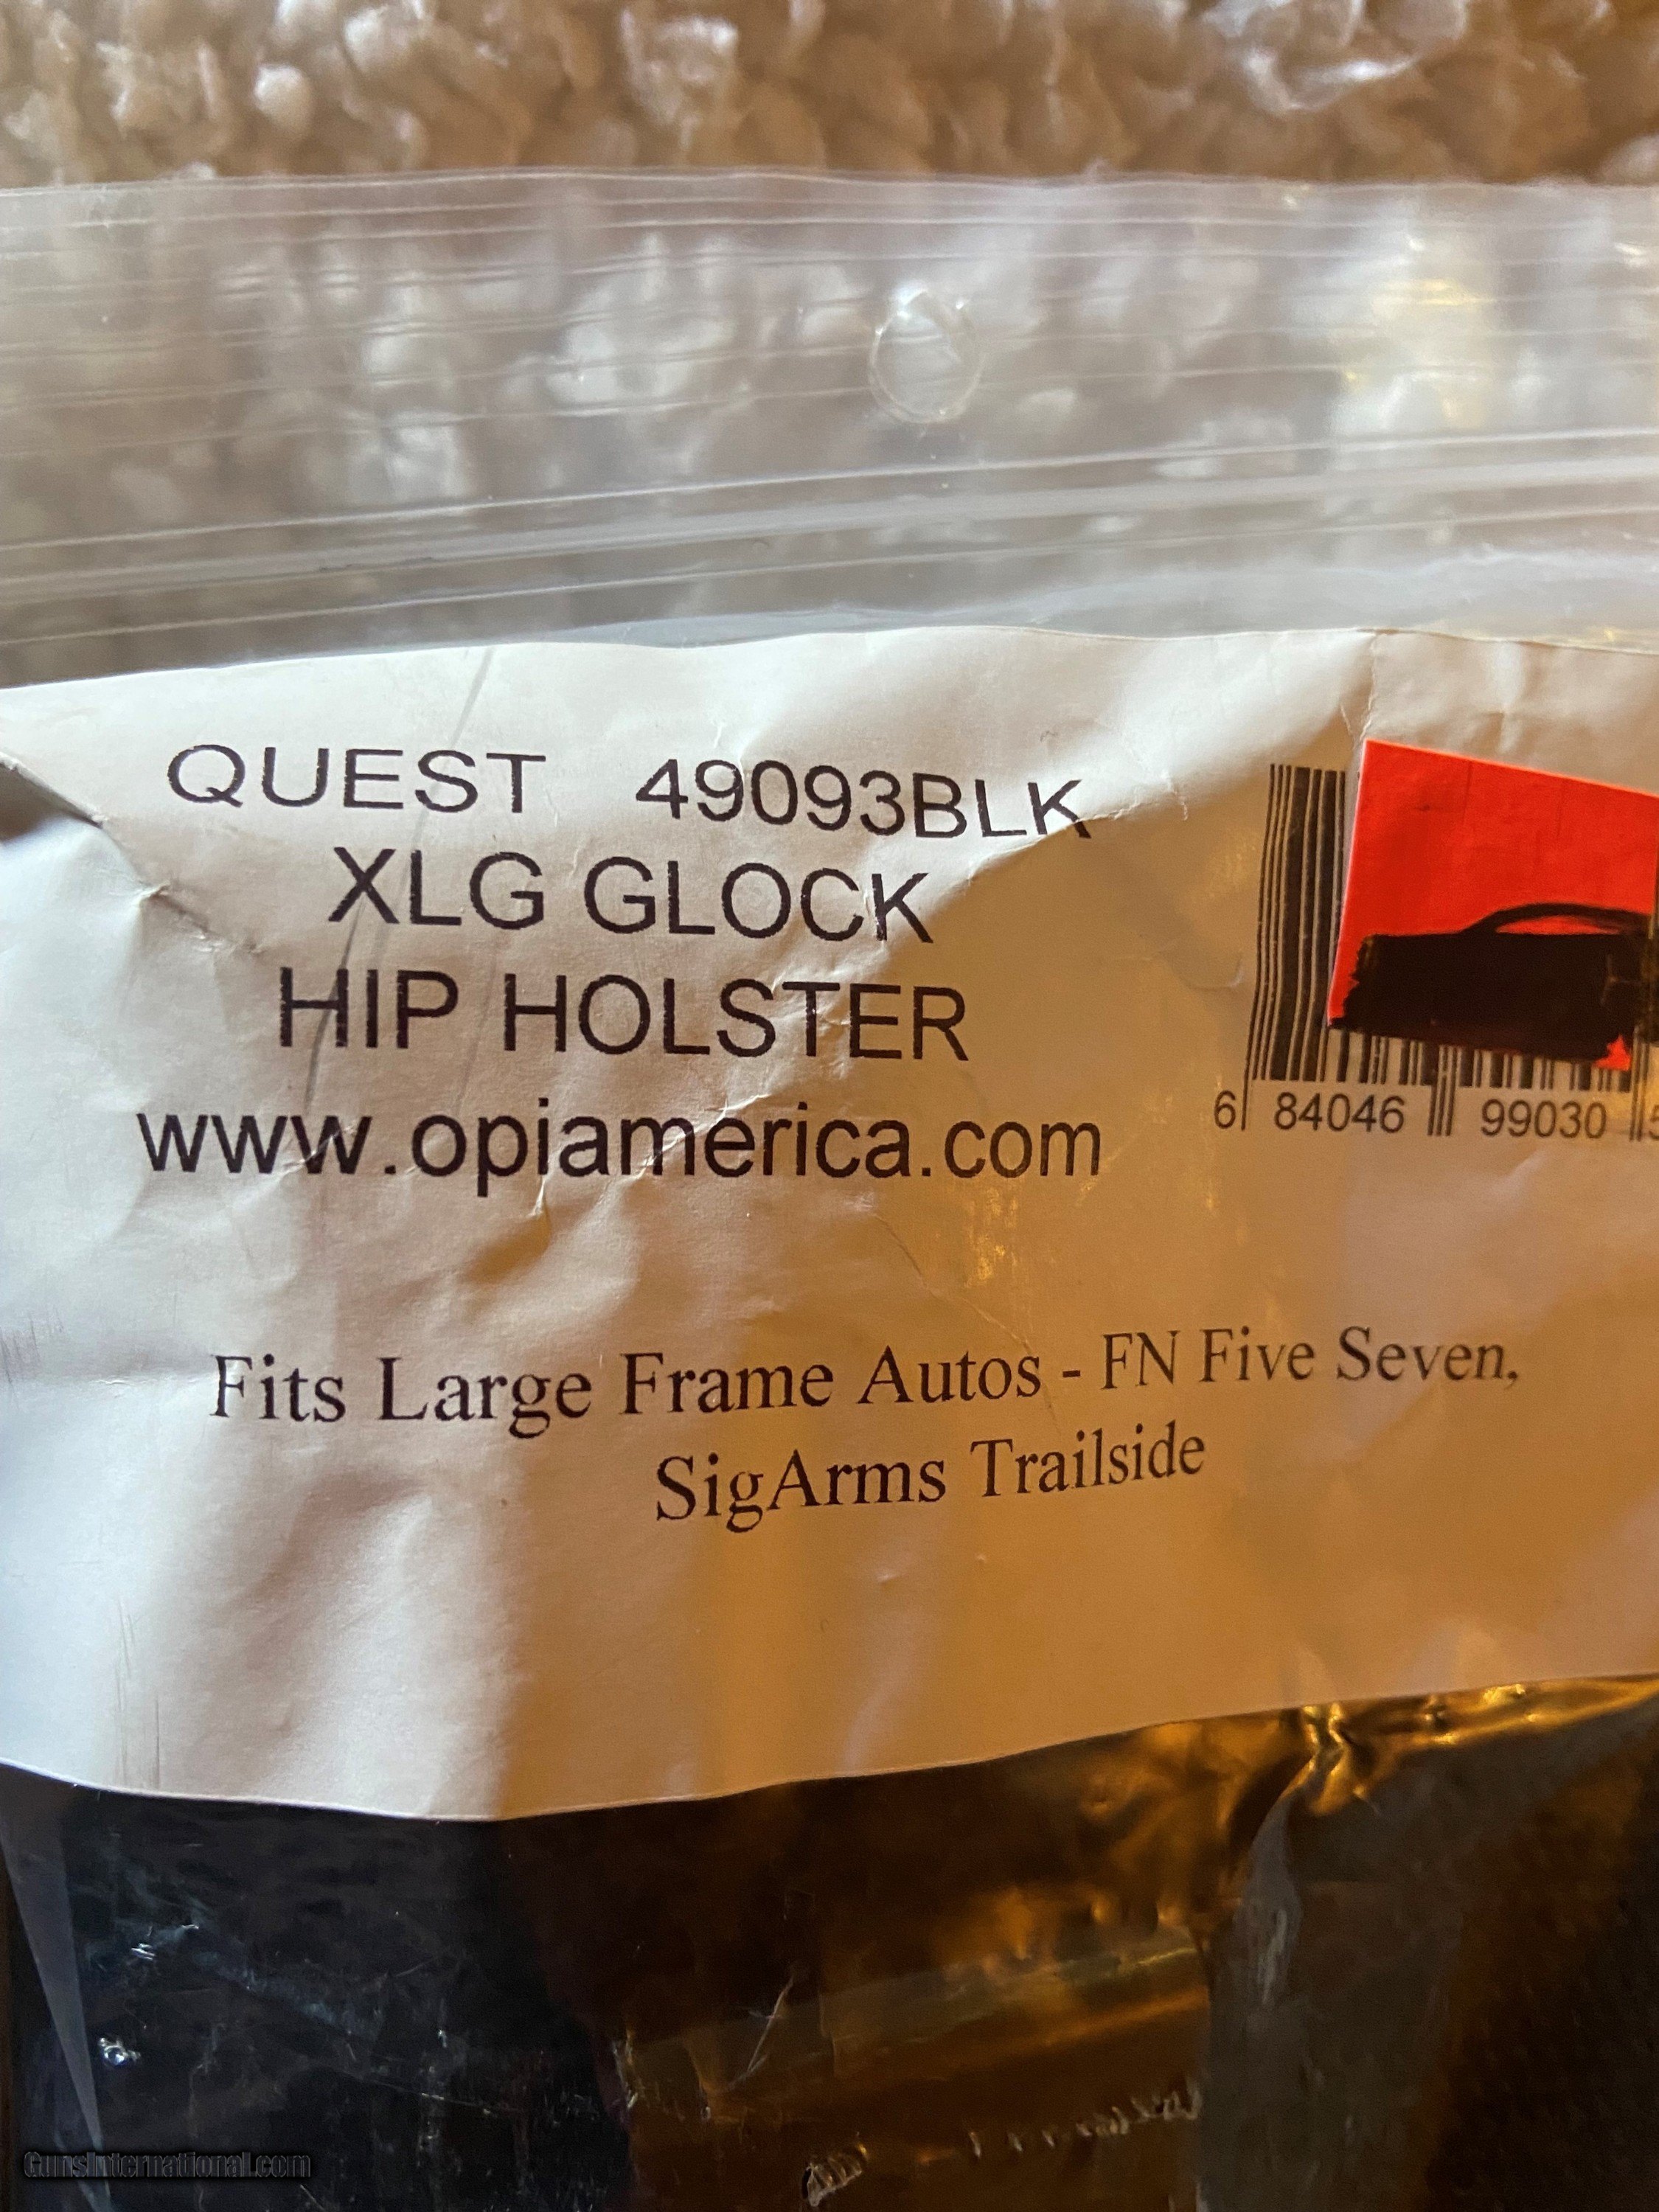 QUEST 49093BLK
XLG GLOCK
HIP HOLSTER
www.opiamerica.com
6 84046 99030 5
Fits Large Frame Autos - FN Five Seven,
SigArms Trailside
GunsInternational.com